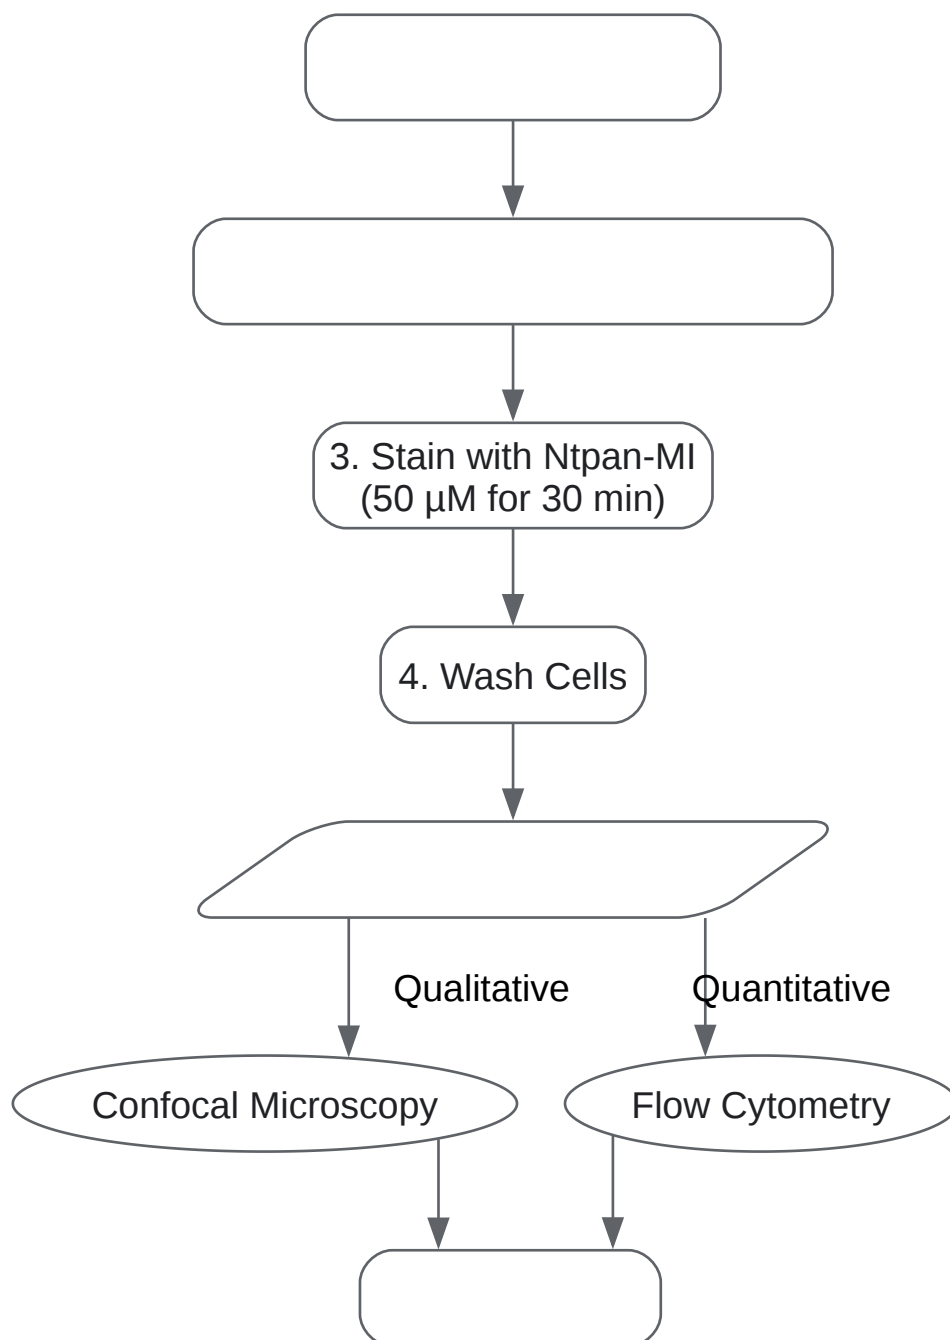 3. Stain with Ntpan-MI
(50 µM for 30 min)
4. Wash Cells
Qualitative
Quantitative
Confocal Microscopy
Flow Cytometry